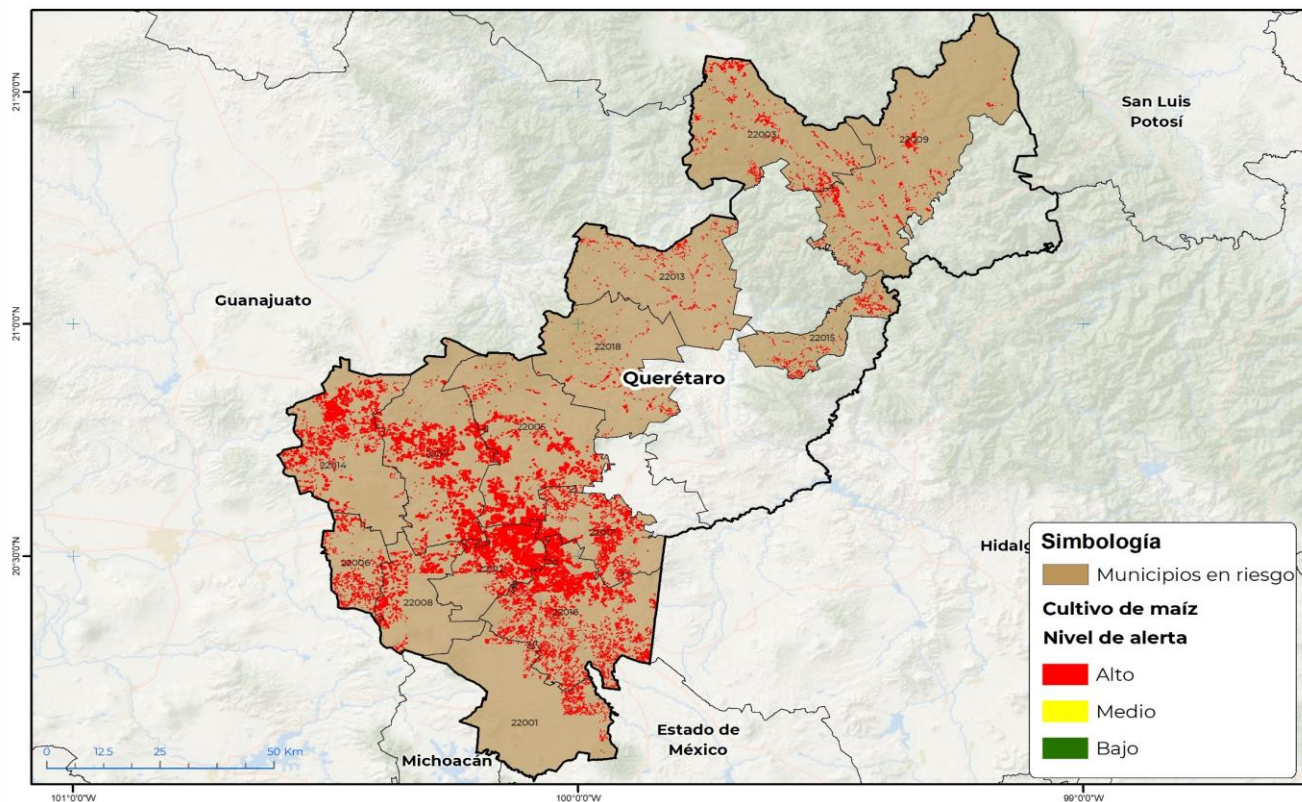 21°30'0"N
San Luis
Potosí
22003
22009
Guanajuato
22013
21°0'0"N
22018
22015
Querétaro
22005
22014
20°30'0"N
Hidalg
22006
22008
22016
22001
Simbología
Municipios en riesgo
Cultivo de maíz
Nivel de alerta
Alto
Medio
Bajo
Estado de
México
Michoacán
0 12.5 25 50 Km
101°0'0"W 100°0'0"W 99°0'0"W